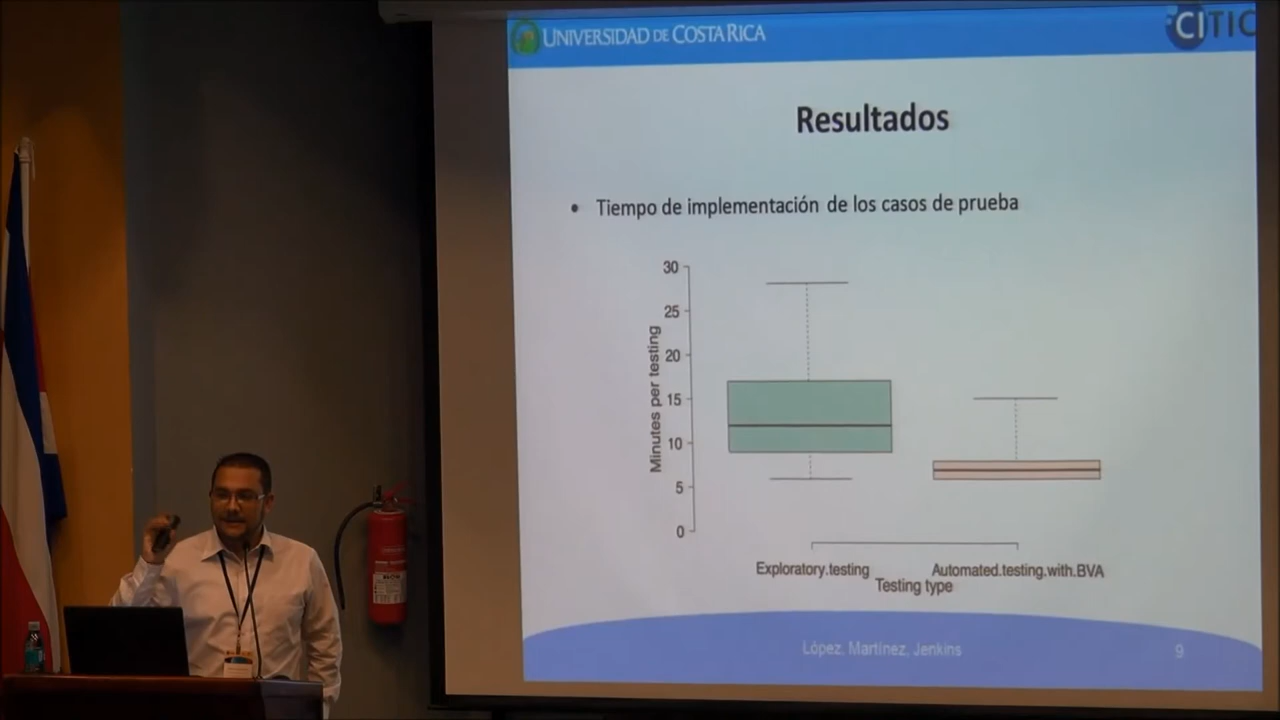 UNIVERSIDAD DE COSTA RICA
CITIC
Resultados
• Tiempo de implementación de los casos de prueba
30
25
20
15
10
5
0
Minutes per testing
Exploratory.testing
Automated.testing.with.BVA
Testing type
López, Martínez, Jenkins
9